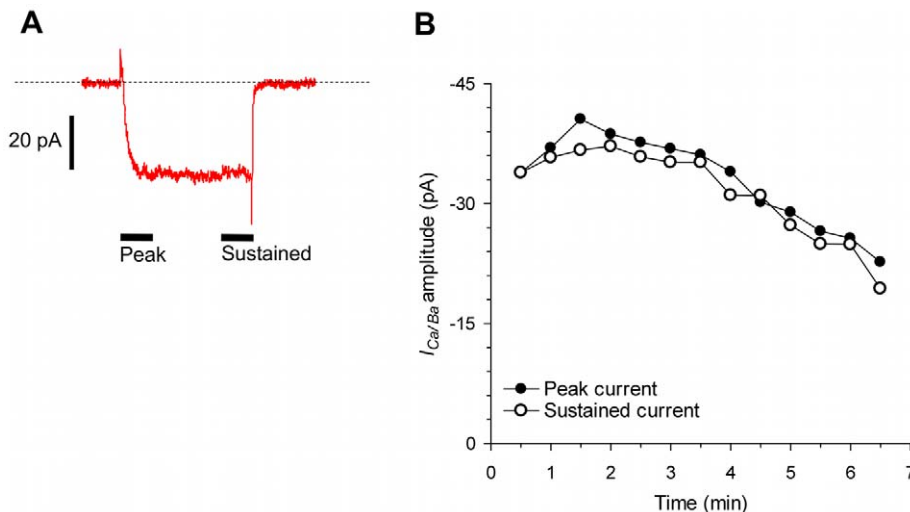 A
20 pA
Peak
Sustained
B
I Ca/Ba amplitude (pA)
-45
-30
-15
0
Peak current
Sustained current
0 1 2 3 4 5 6 7
Time (min)